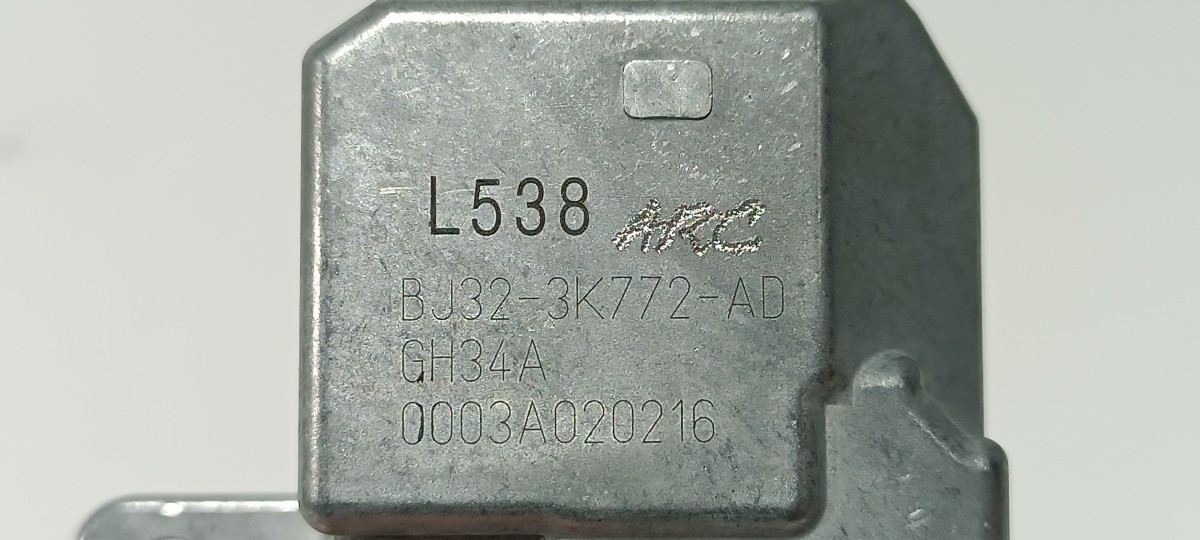 L538 ARC
BJ32-3K772-AD
GH34A
0003A020216